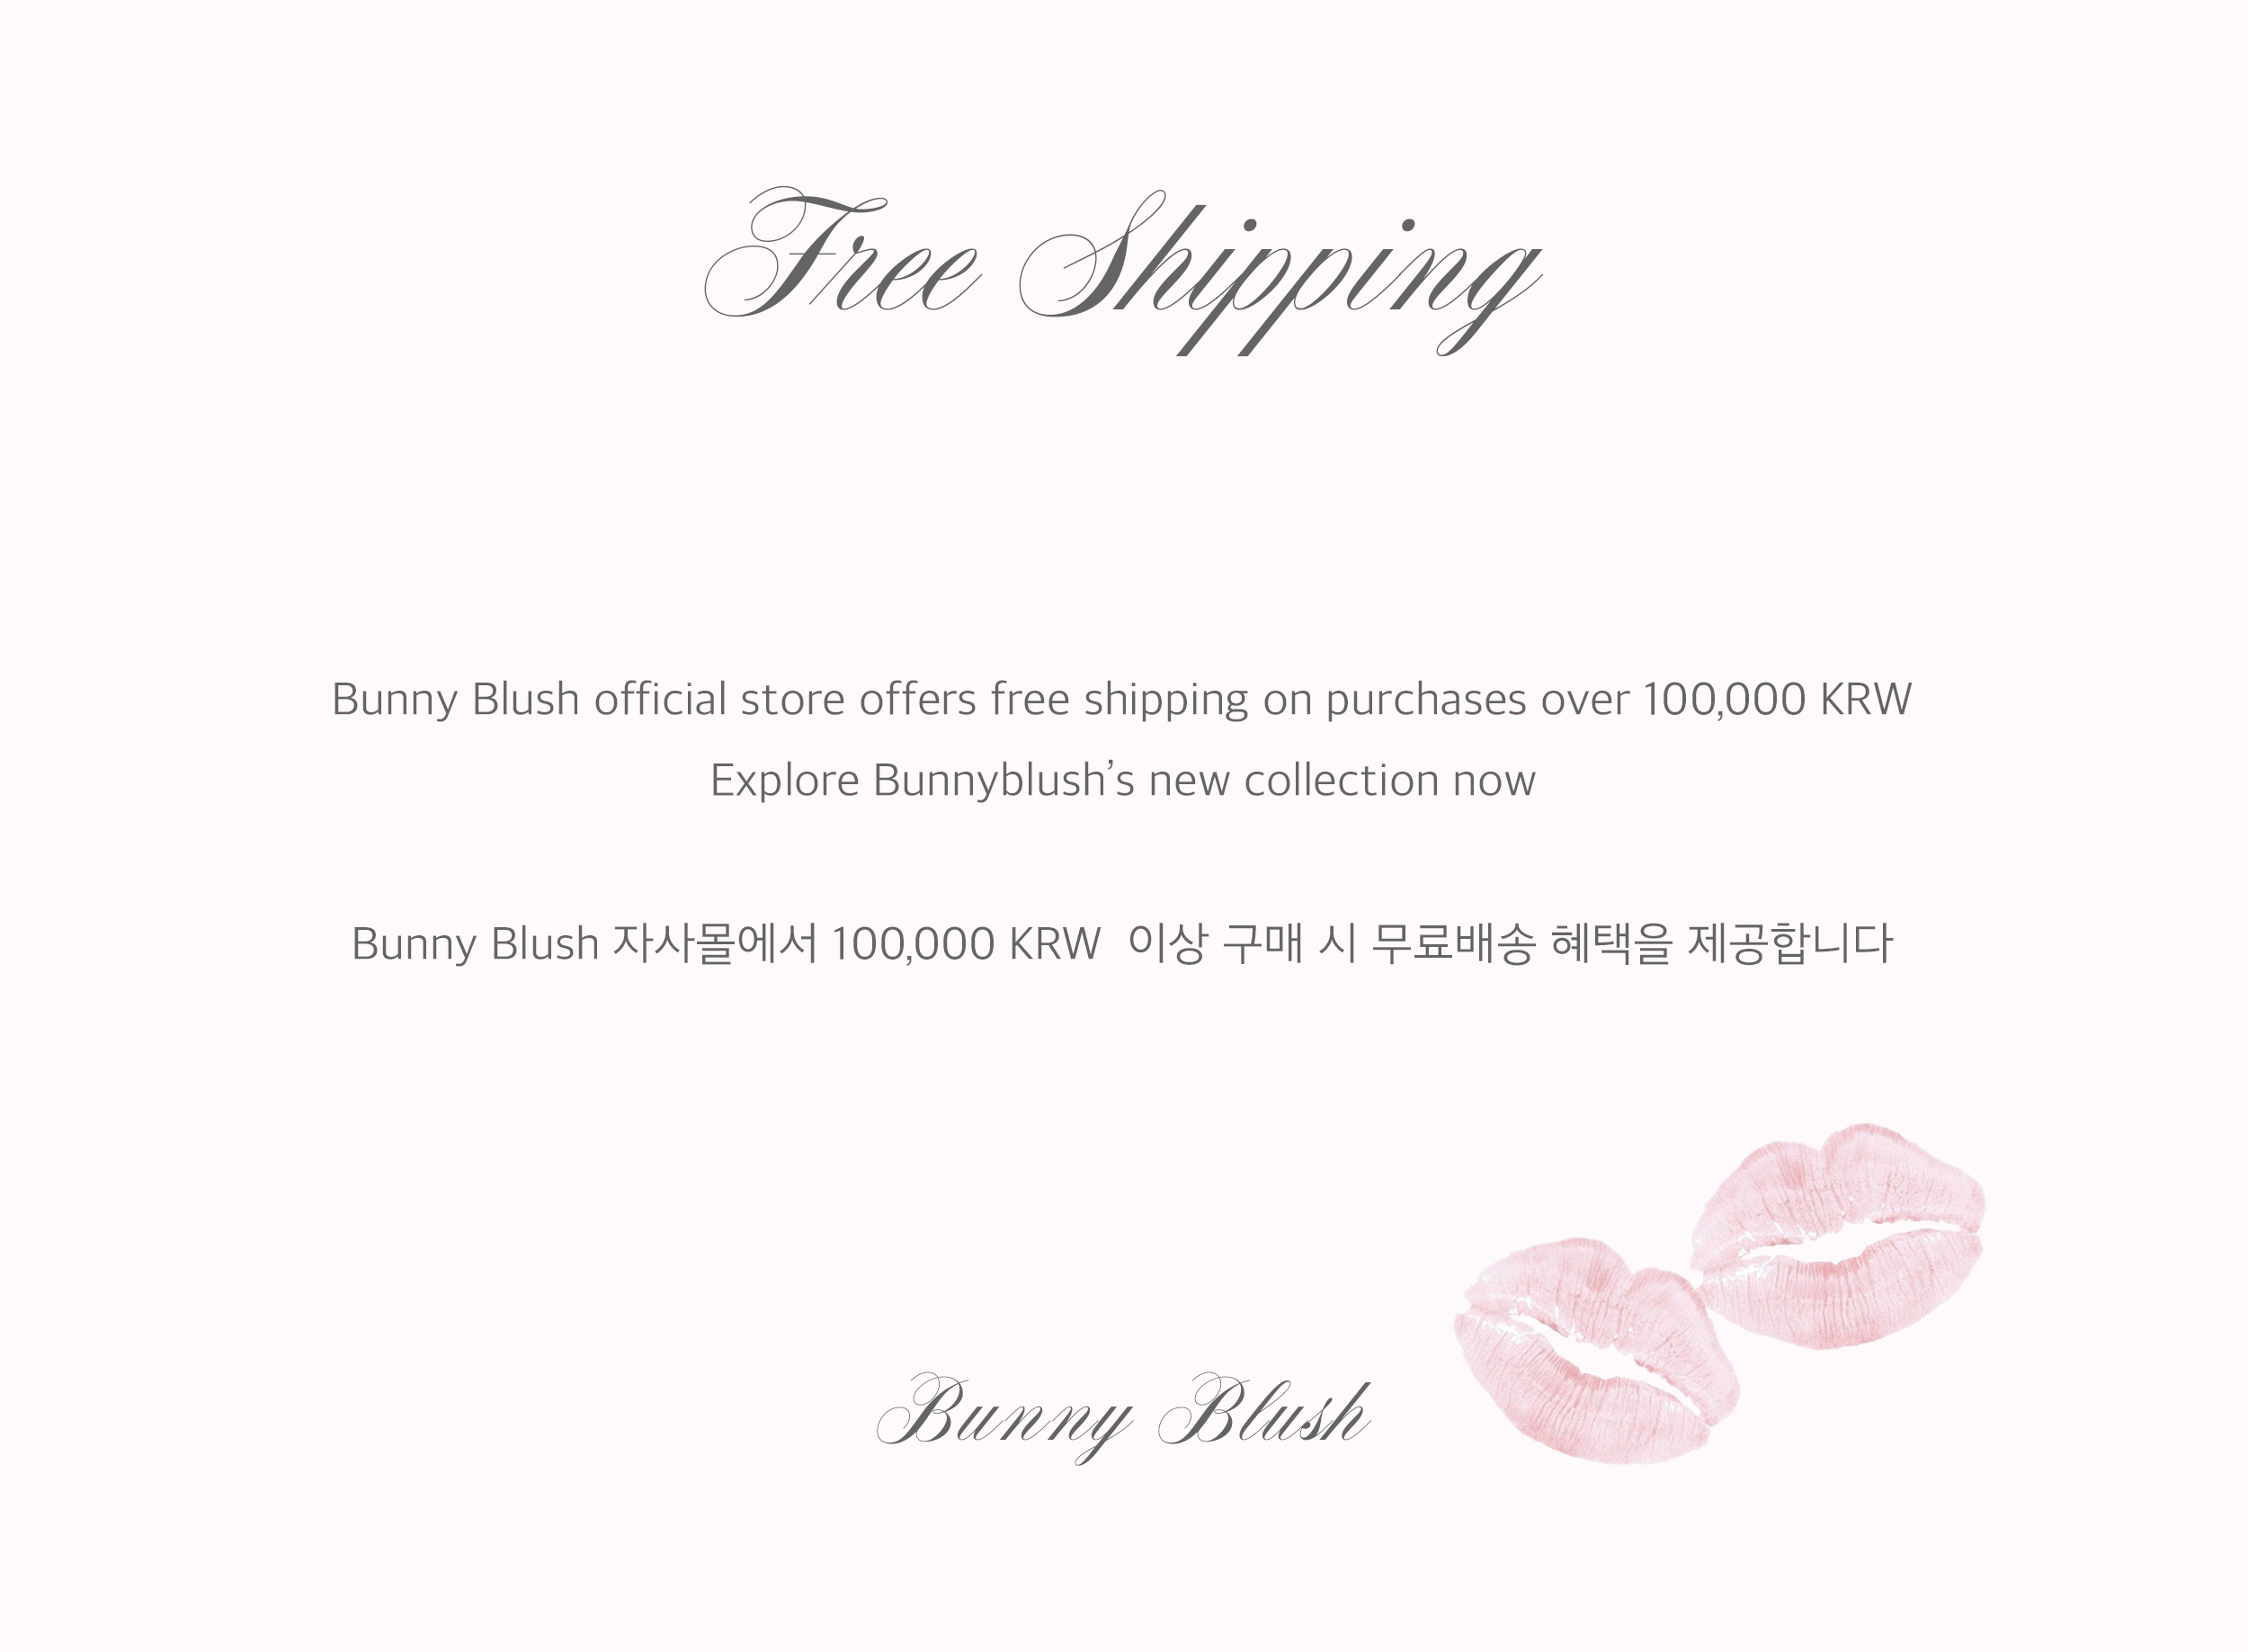 Free Shipping
Bunny Blush official store offers free shipping on purchases over 100,000 KRW
Explore Bunnyblush’s new collection now
Bunny Blush 자사몰에서 100,000 KRW 이상 구매 시 무료배송 혜택을 제공합니다
Bunny Blush